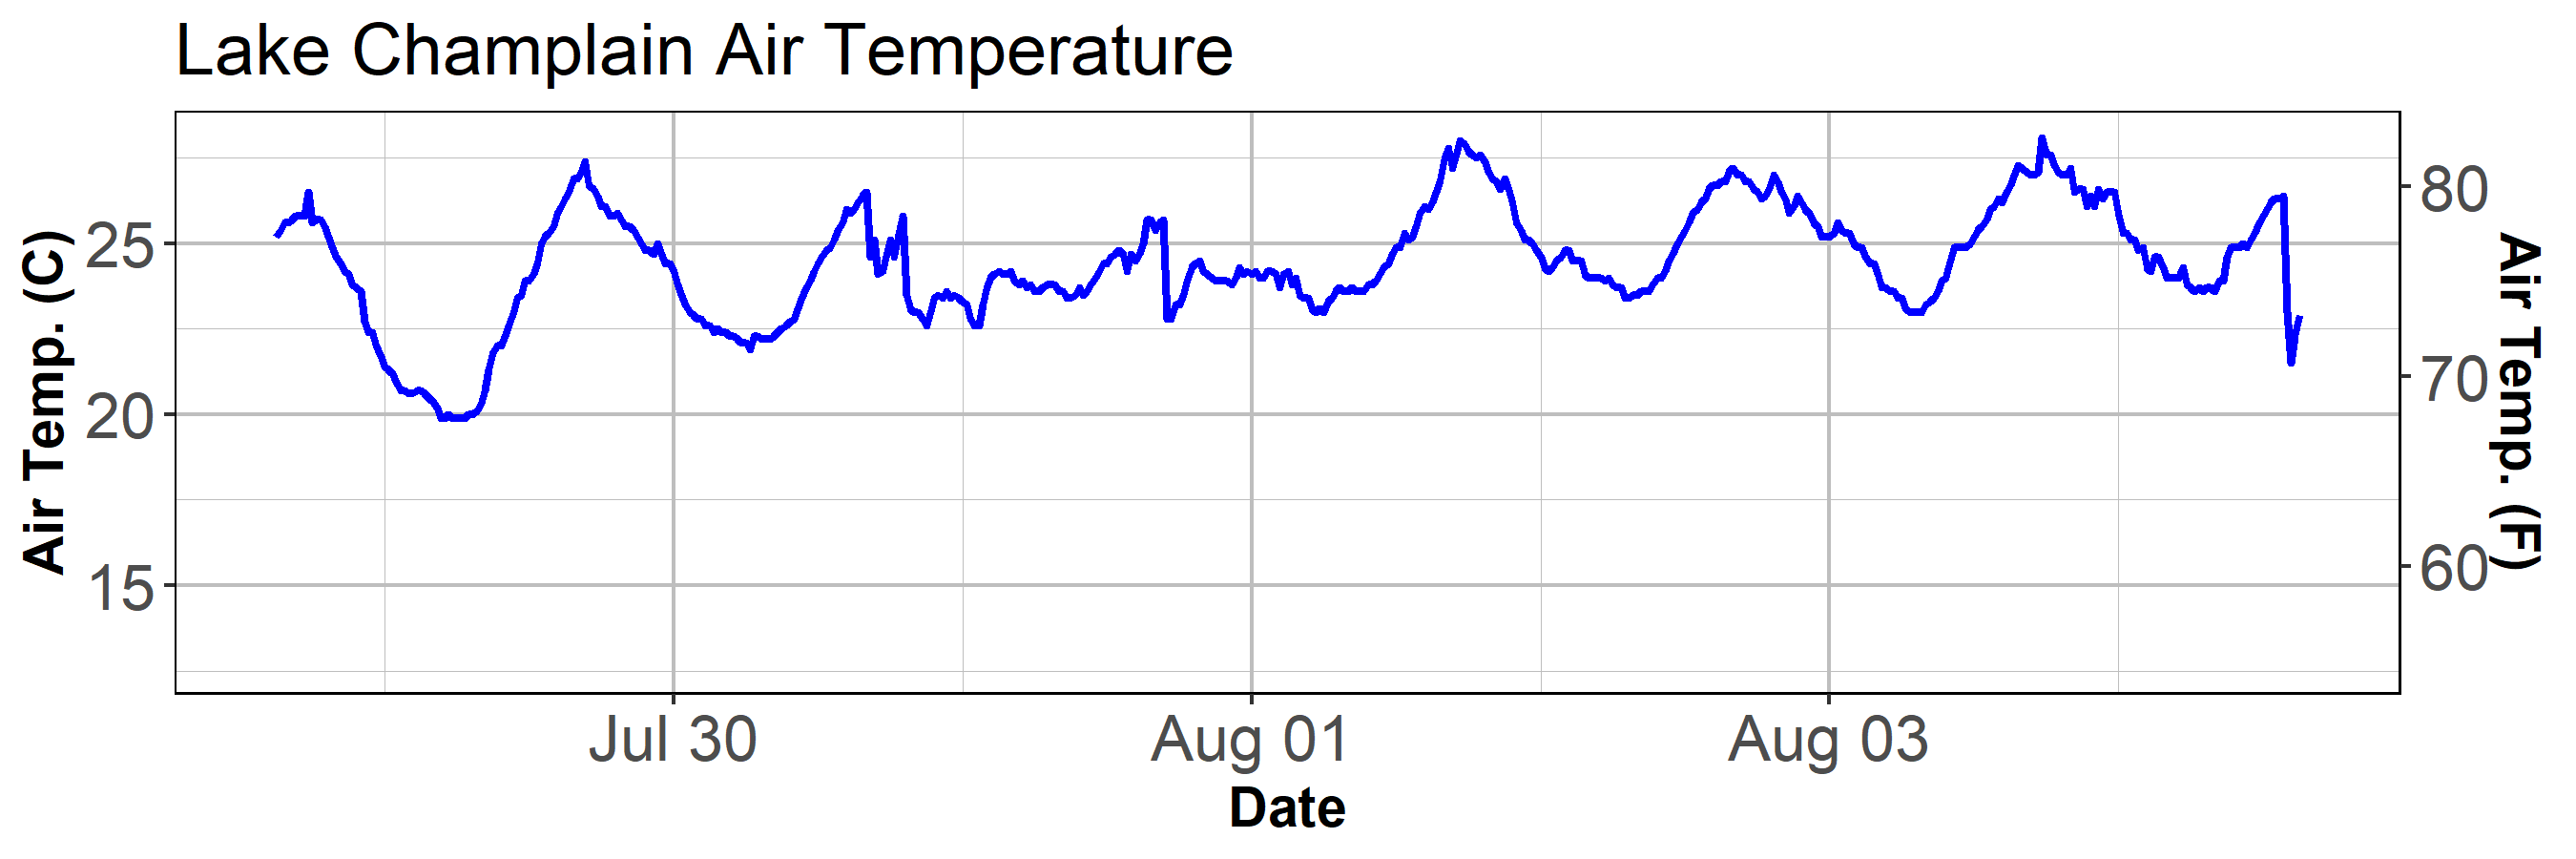 Lake Champlain Air Temperature
Air Temp. (C)
25
20
15
80
70
60
Air Temp. (F)
Jul 30
Aug 01
Aug 03
Date